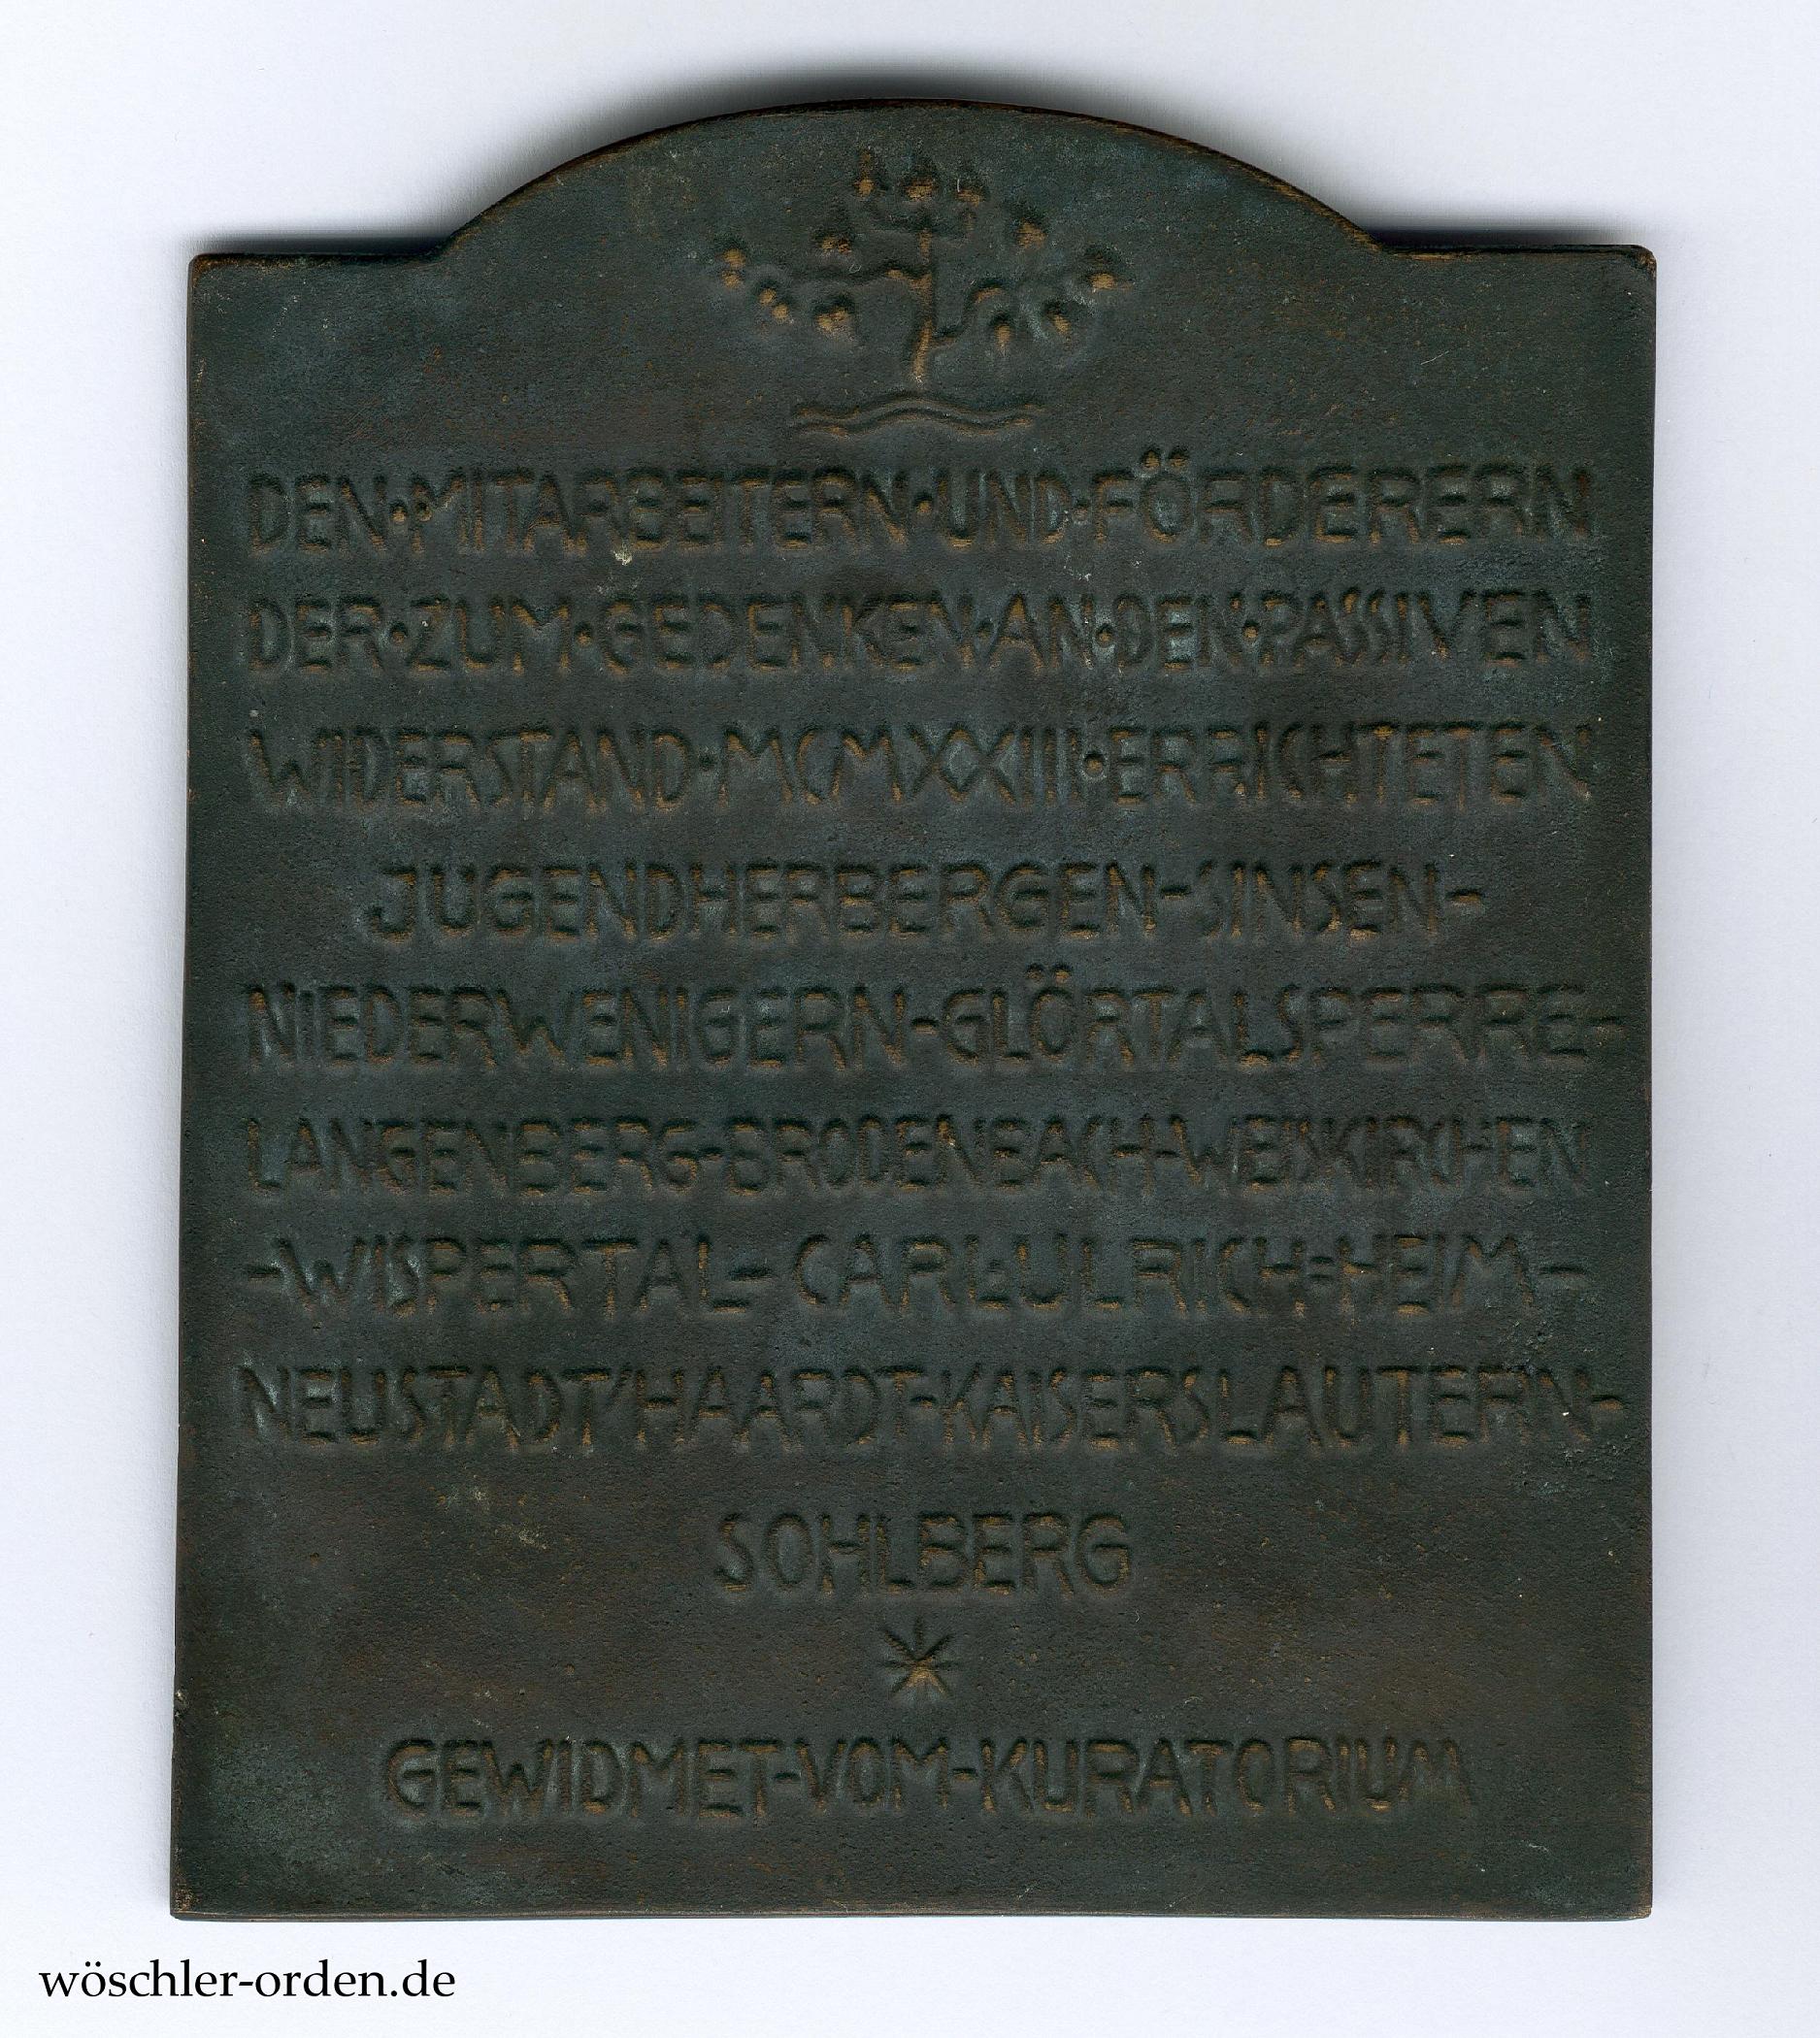 DEN·MITARBEITERN·UND·FÖRDERERN
DER·ZUM·GEDENKEN·AN·DEN·PASSIVEN
WIDERSTAND·MCMXXIII·ERRICHTETEN
JUGENDHERBERGEN-SINSEN-
NIEDERWENIGERN-GLÖRTALSPERRE-
LANGENBERG-BRODENBACH-WEISKIRCHEN
-WISPERTAL-CARL=ULRICH=HEIM-
NEUSTADT/HAARDT-KAISERSLAUTERN-
SOHLBERG
GEWIDMET-VOM-KURATORIUM
wöschler-orden.de